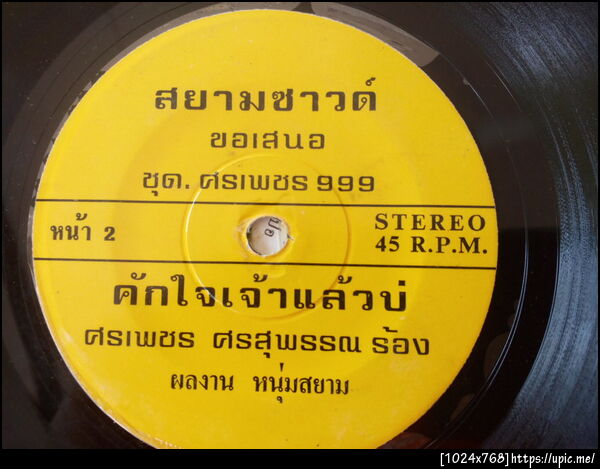 สยามซาวด์
ขอเสนอ
ชุด. ศรเพชร 999
หน้า 2
STEREO
45 R.P.M.
คักใจเจ้าแล้วบ่
ศรเพชร ศรสุพรรณ ร้อง
ผลงาน หนุ่มสยาม
[1024x768]https://upic.me/